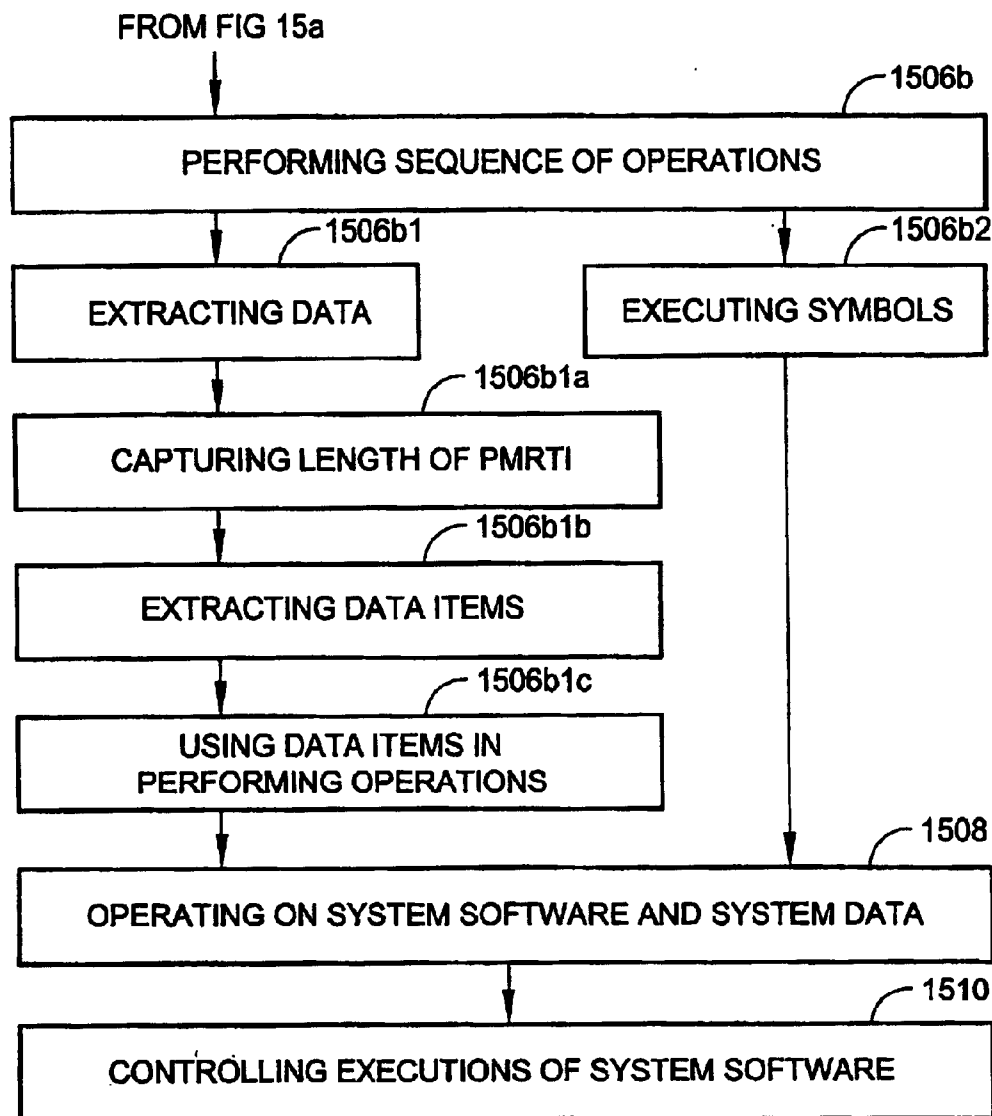 FROM FIG 15a
1506b
PERFORMING SEQUENCE OF OPERATIONS
1506b1
1506b2
EXTRACTING DATA
EXECUTING SYMBOLS
1506b1a
CAPTURING LENGTH OF PMRTI
1506b1b
EXTRACTING DATA ITEMS
1506b1c
USING DATA ITEMS IN
PERFORMING OPERATIONS
1508
OPERATING ON SYSTEM SOFTWARE AND SYSTEM DATA
1510
CONTROLLING EXECUTIONS OF SYSTEM SOFTWARE